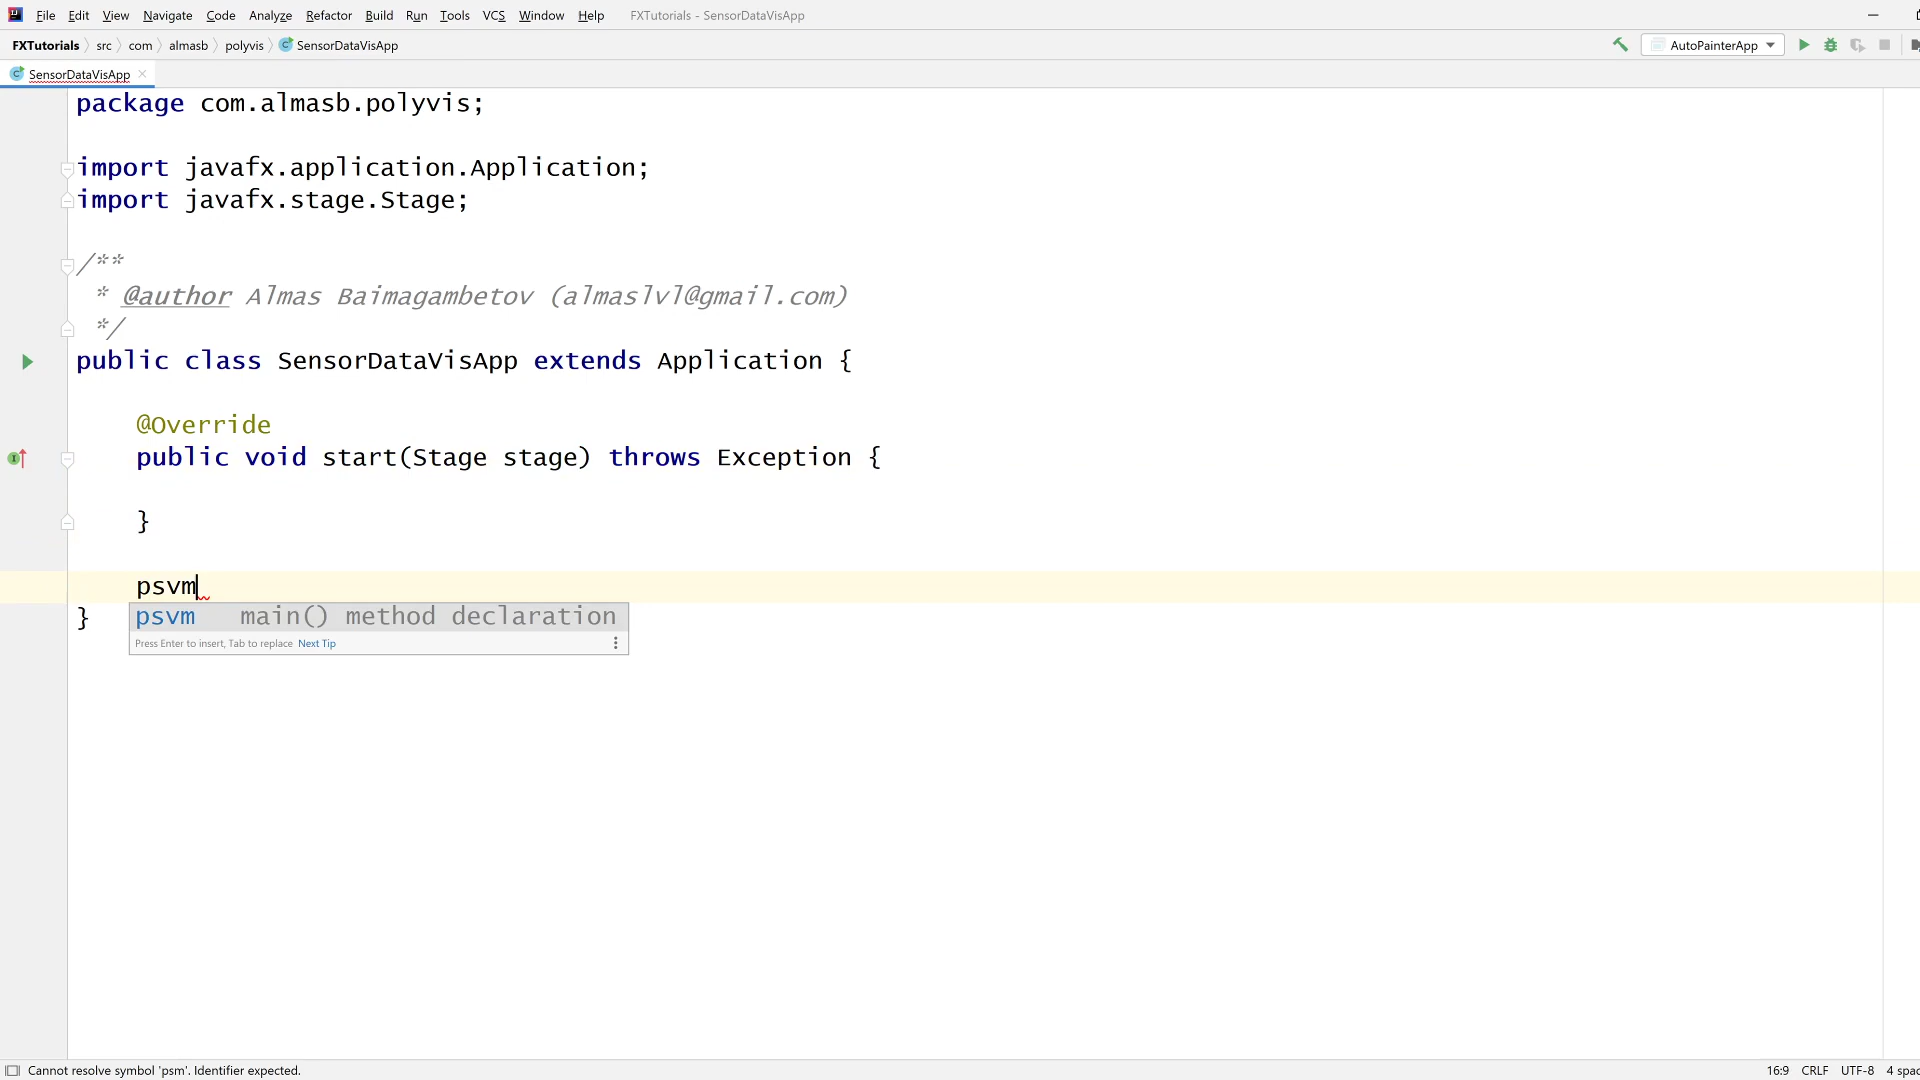 File Edit View Navigate Code Analyze Refactor Build Run Tools VCS Window Help FXTutorials - SensorDataVisApp
FXTutorials src com almasb polyvis SensorDataVisApp AutoPainterApp
SensorDataVisApp
package com.almasb.polyvis;
import javafx.application.Application;
import javafx.stage.Stage;
/**
* @author Almas Baimagambetov (almaslvl@gmail.com)
*/
public class SensorDataVisApp extends Application {
@Override
public void start(Stage stage) throws Exception {
}
psvm
psvm main() method declaration
}
Press Enter to insert, Tab to replace Next Tip
Cannot resolve symbol 'psm'. Identifier expected. 16:9 CRLF UTF-8 4 spac